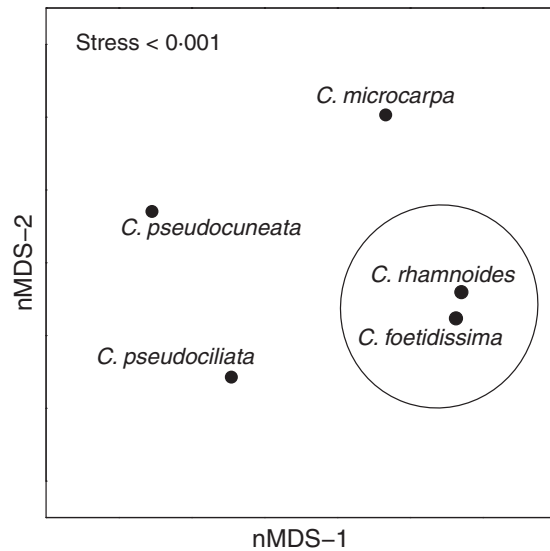 Stress < 0·001
C. microcarpa
C. pseudocuneata
C. rhamnoides
C. foetidissima
C. pseudociliata
nMDS−2
nMDS−1